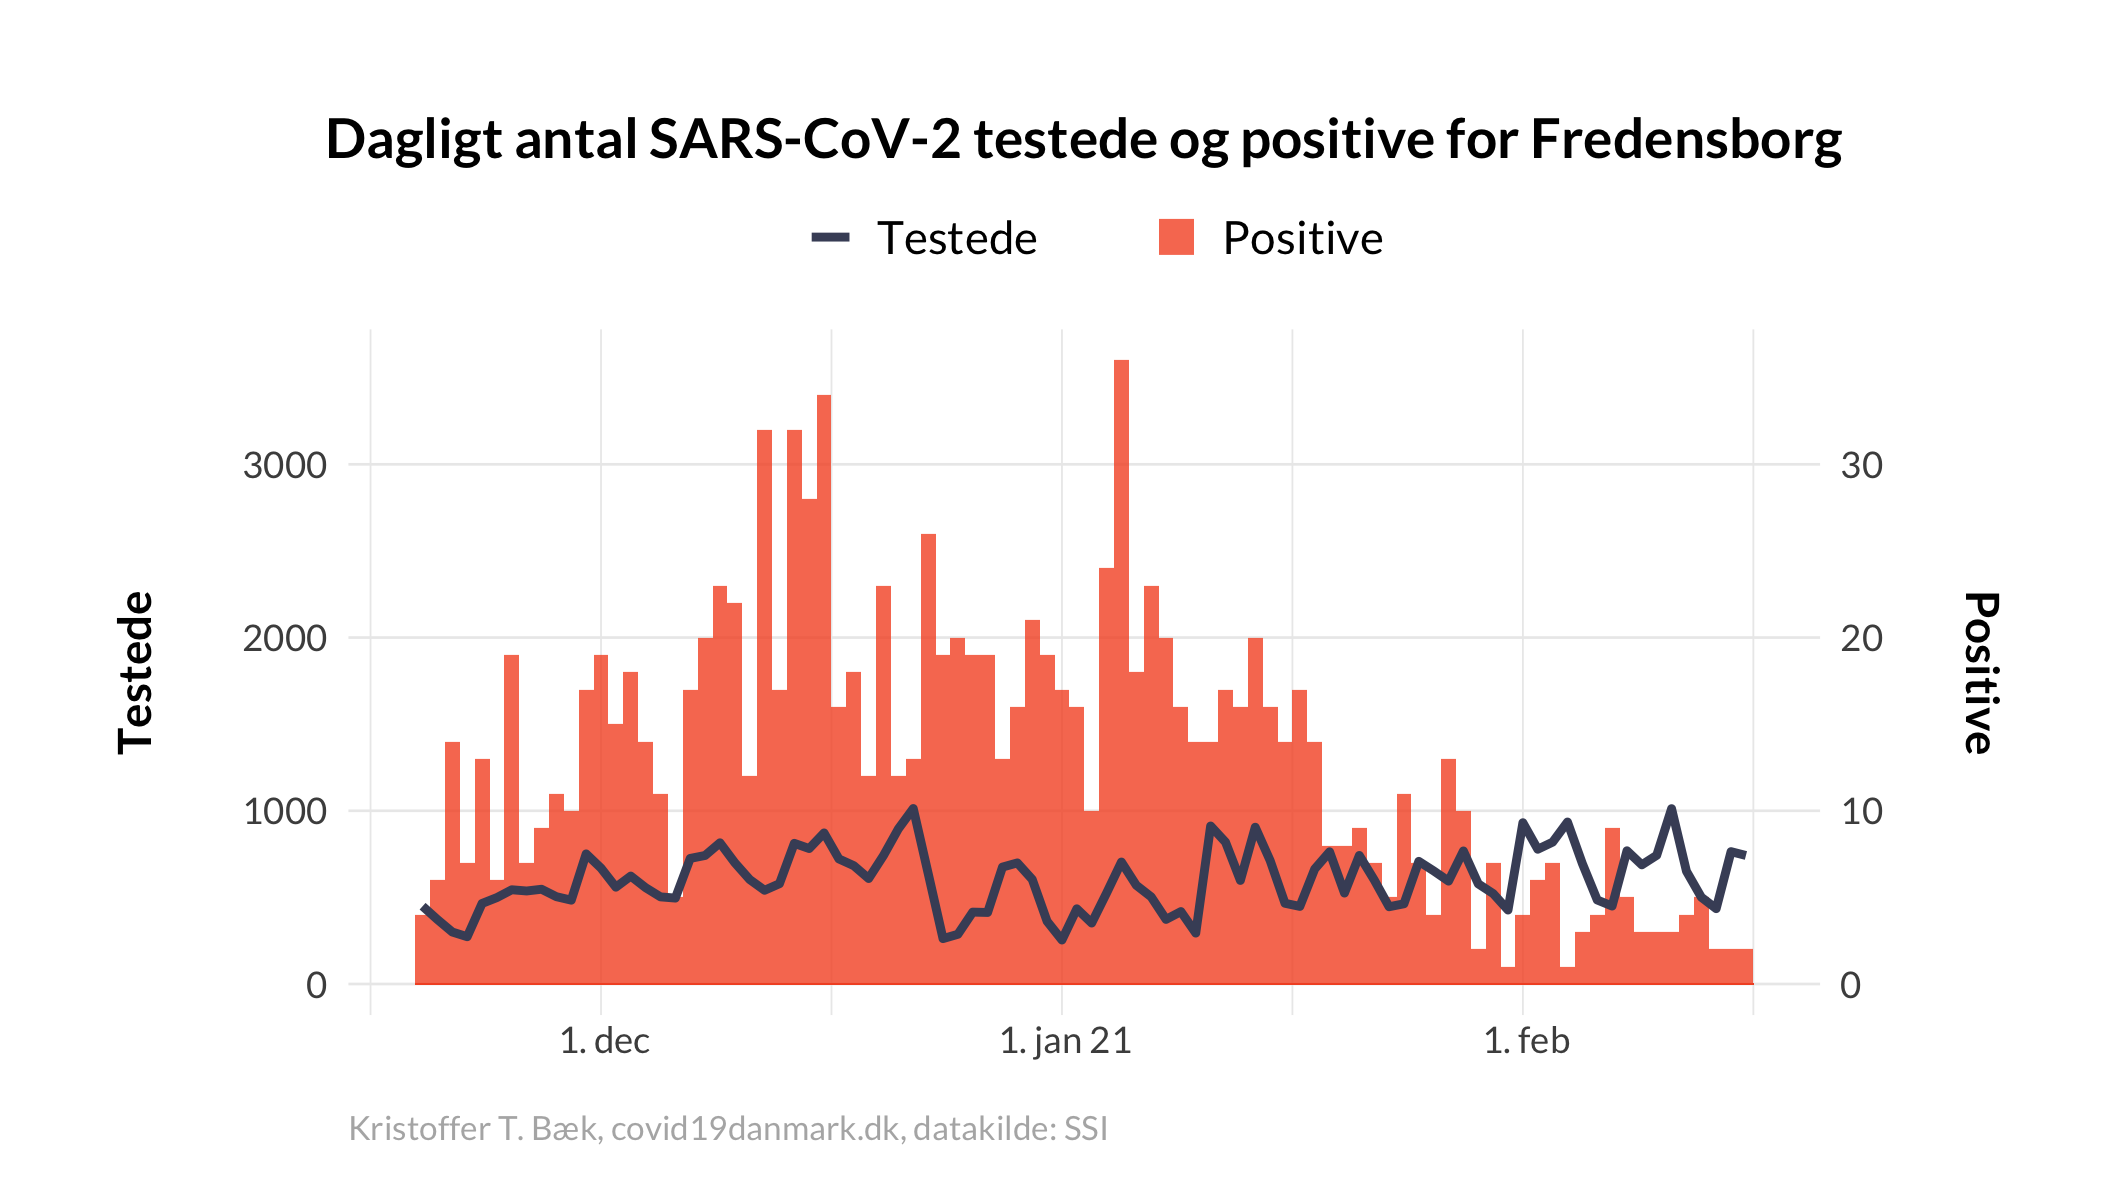 Dagligt antal SARS-CoV-2 testede og positive for Fredensborg
Testede
Positive
3000
2000
1000
0
30
20
10
0
Testede
Positive
1. dec
1. jan 21
1. feb
Kristoffer T. Bæk, covid19danmark.dk, datakilde: SSI